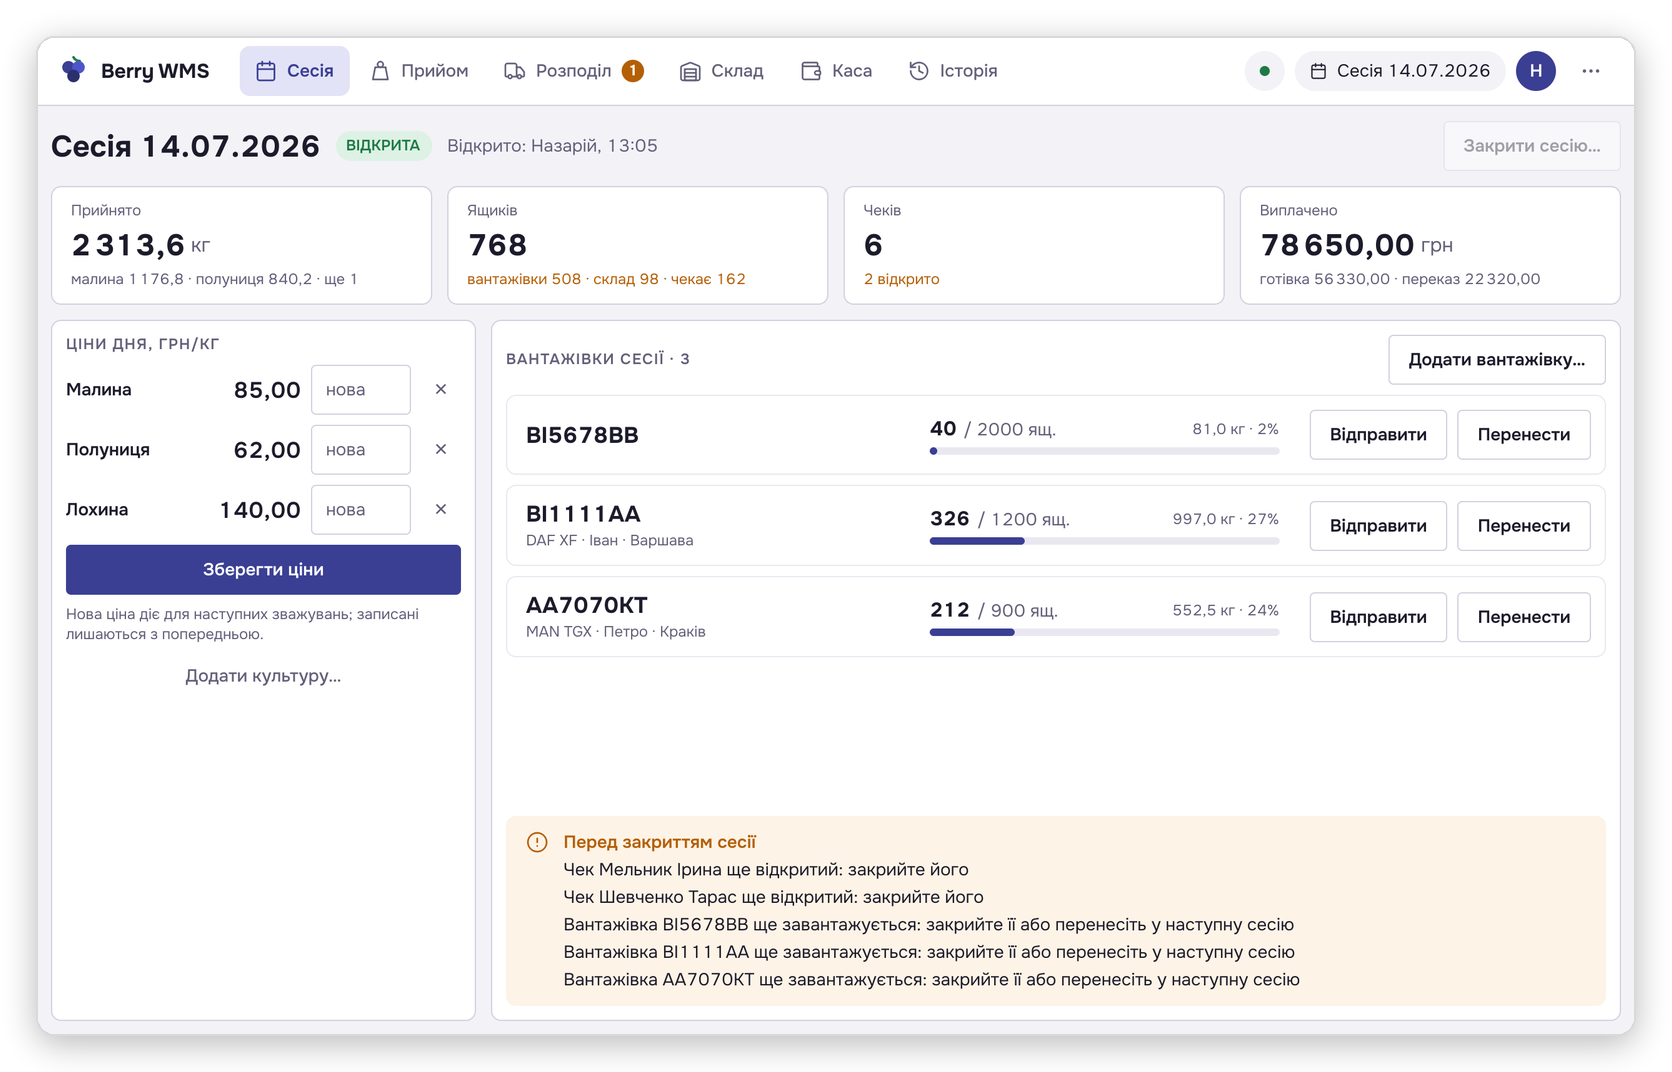 Berry WMS
Сесія
Прийом
Розподіл 1
Склад
Каса
Історія
Сесія 14.07.2026
Н
Сесія 14.07.2026
ВІДКРИТА
Відкрито: Назарій, 13:05
Закрити сесію...
Прийнято
2 313,6 кг
малина 1 176,8 · полуниця 840,2 · ще 1
Ящиків
768
вантажівки 508 · склад 98 · чекає 162
Чеків
6
2 відкрито
Виплачено
78 650,00 грн
готівка 56 330,00 · переказ 22 320,00
ЦІНИ ДНЯ, ГРН/КГ
Малина 85,00 нова ×
Полуниця 62,00 нова ×
Лохина 140,00 нова ×
Зберегти ціни
Нова ціна діє для наступних зважувань; записані
лишаються з попередньою.
Додати культуру...
ВАНТАЖІВКИ СЕСІЇ · 3
Додати вантажівку...
ВІ5678ВВ
40 / 2000 ящ.
81,0 кг · 2%
Відправити
Перенести
ВІ1111АА
DAF XF · Іван · Варшава
326 / 1200 ящ.
997,0 кг · 27%
Відправити
Перенести
АА7070КТ
MAN TGX · Петро · Краків
212 / 900 ящ.
552,5 кг · 24%
Відправити
Перенести
Перед закриттям сесії
Чек Мельник Ірина ще відкритий: закрийте його
Чек Шевченко Тарас ще відкритий: закрийте його
Вантажівка ВІ5678ВВ ще завантажується: закрийте її або перенесіть у наступну сесію
Вантажівка ВІ1111АА ще завантажується: закрийте її або перенесіть у наступну сесію
Вантажівка АА7070КТ ще завантажується: закрийте її або перенесіть у наступну сесію